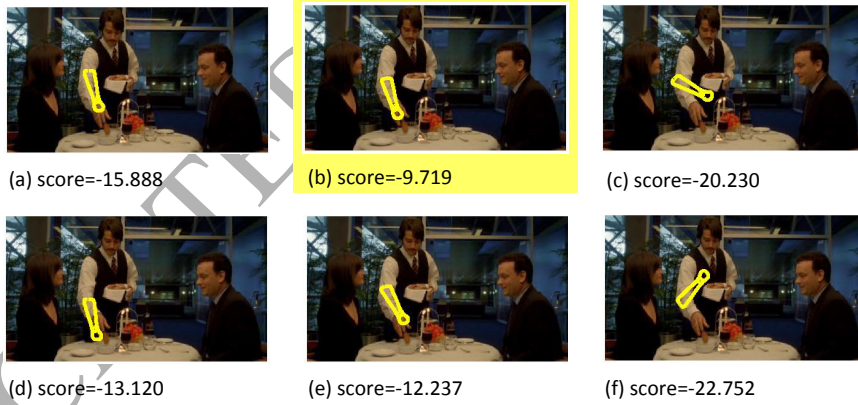 (a) score=-15.888
(b) score=-9.719
(c) score=-20.230
(d) score=-13.120
(e) score=-12.237
(f) score=-22.752